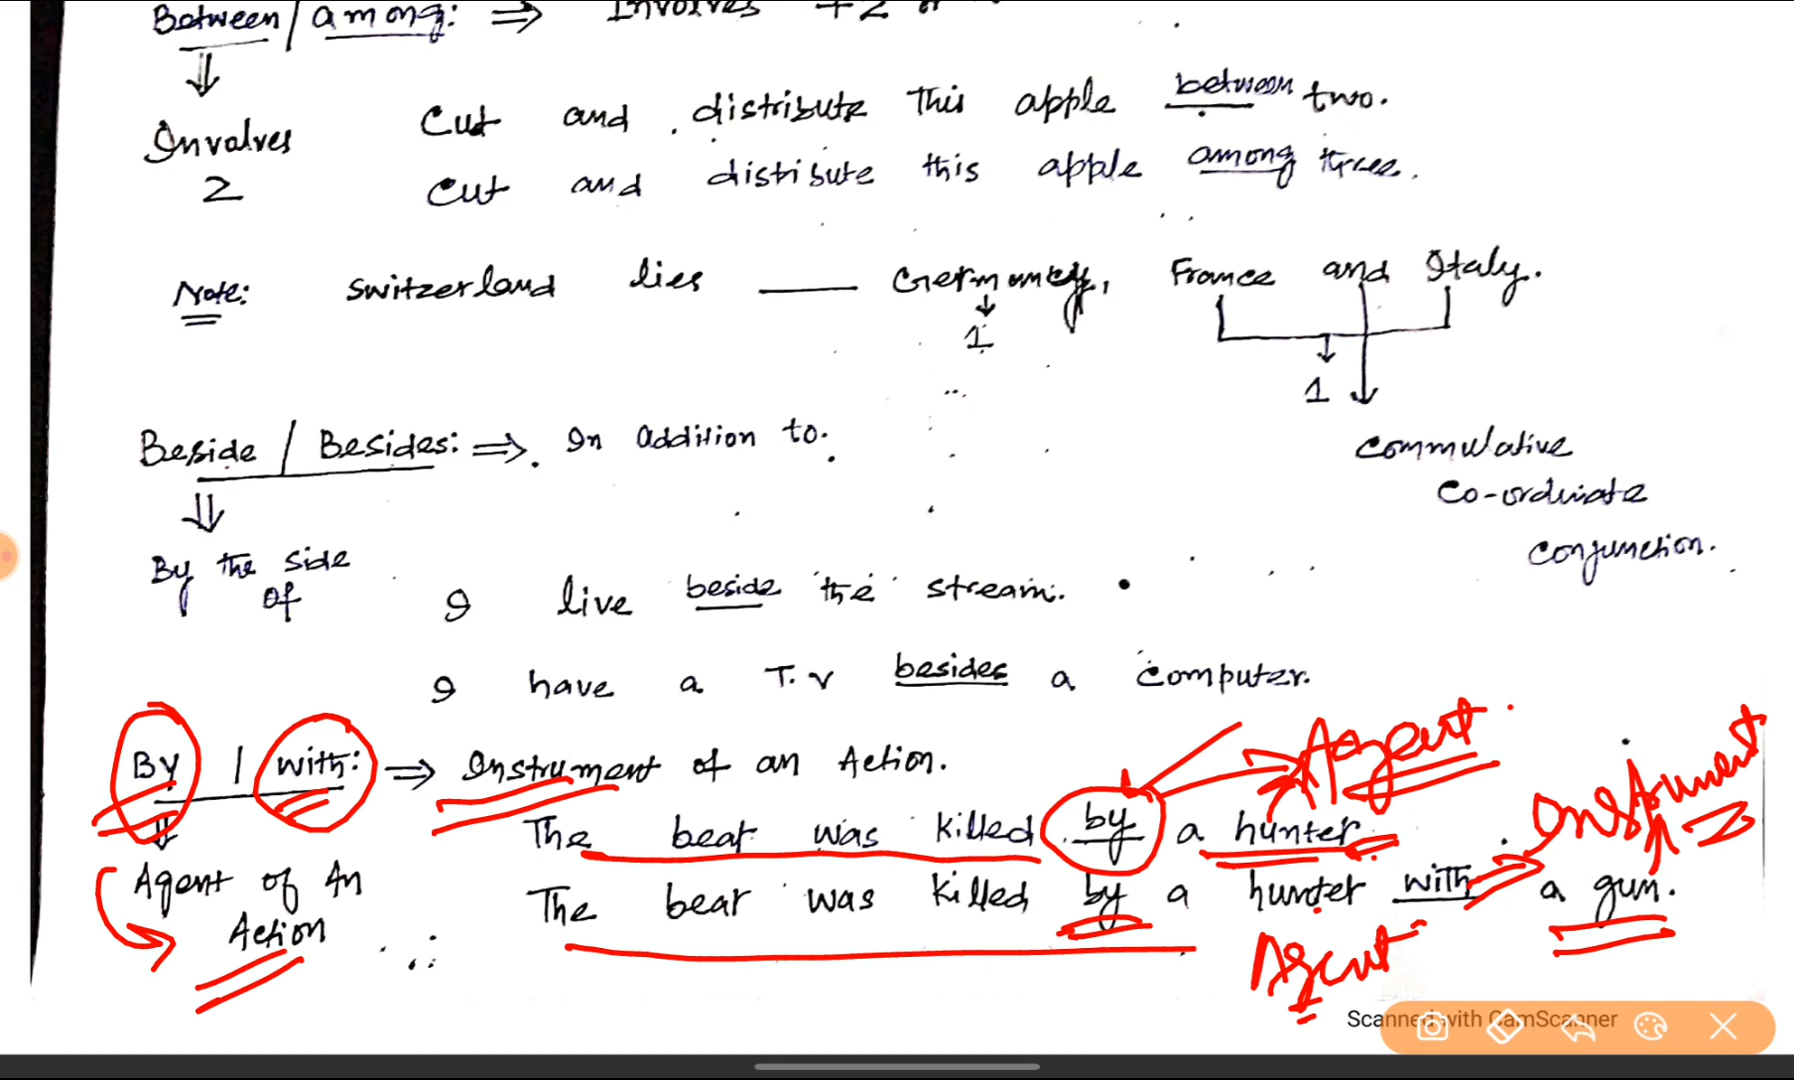 Between / among: ⇒ Involves +2 or
⇓
Involves 2
Cut and distribute This apple between two.
Cut and distribute this apple among three.
Note: Switzerland lies ____ Germany, France and Italy.
1
1
Commulative
Co-ordinate
Conjunction.
Beside / Besides: ⇒ In addition to.
⇓
By the side of
I live beside the stream.
I have a T.V besides a computer.
By / with: ⇒ Instrument of an Action.
Agent
⇓
Agent of An Action
The bear was killed by a hunter
Instrument
The bear was killed by a hunter with a gun.
Agent
Scanned with CamScanner